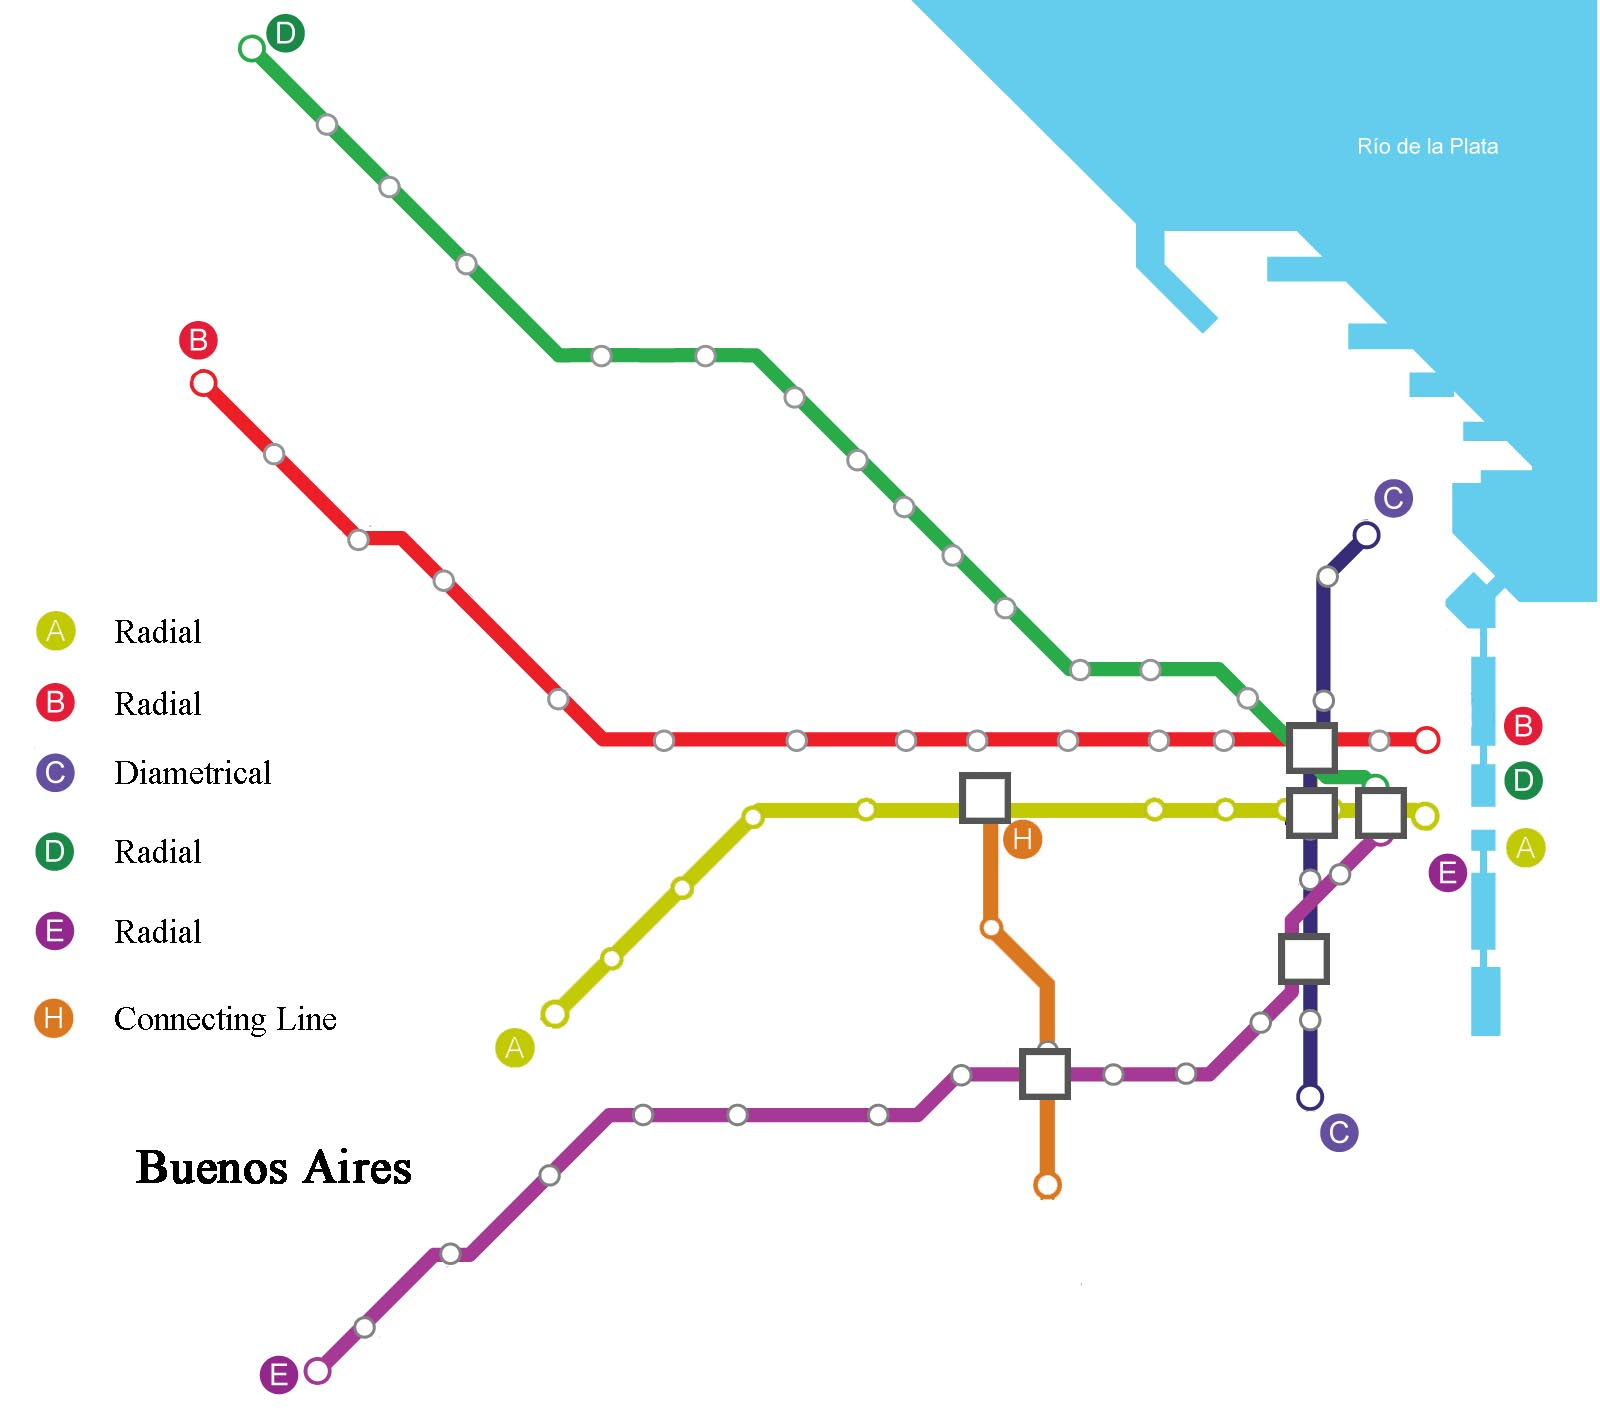 D
Río de la Plata
B
C
A Radial
B Radial
C Diametrical
D Radial
E Radial
H Connecting Line
B
D
H
A
E
A
C
Buenos Aires
E